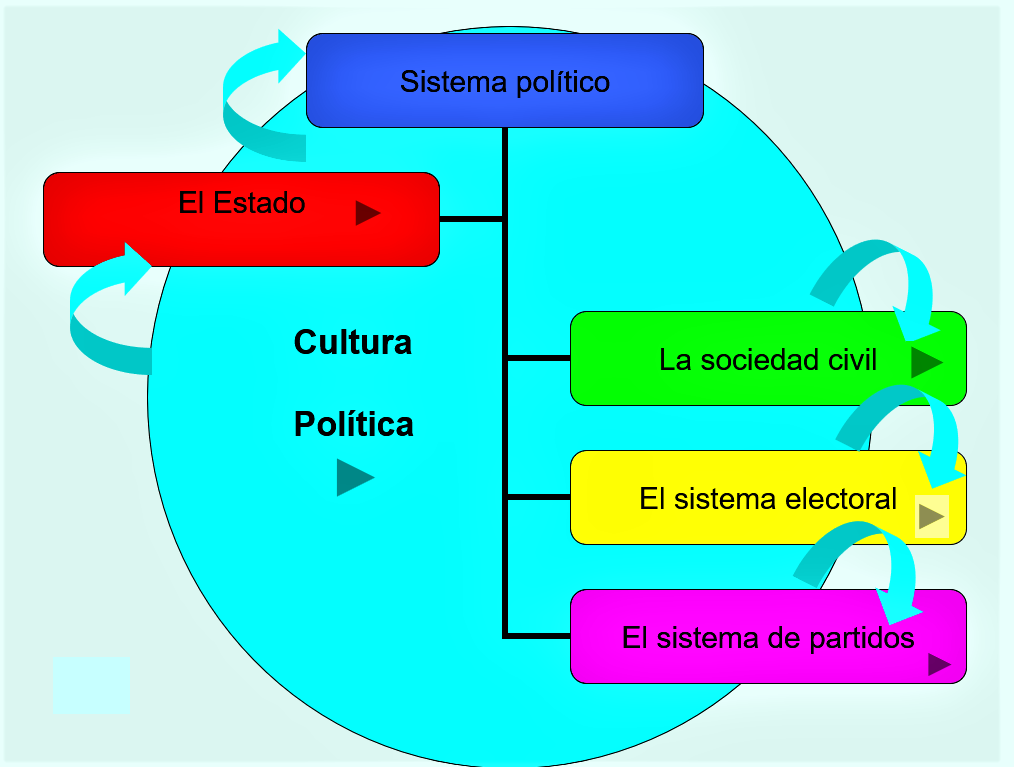 Sistema político
El Estado
Cultura
Política
La sociedad civil
El sistema electoral
El sistema de partidos